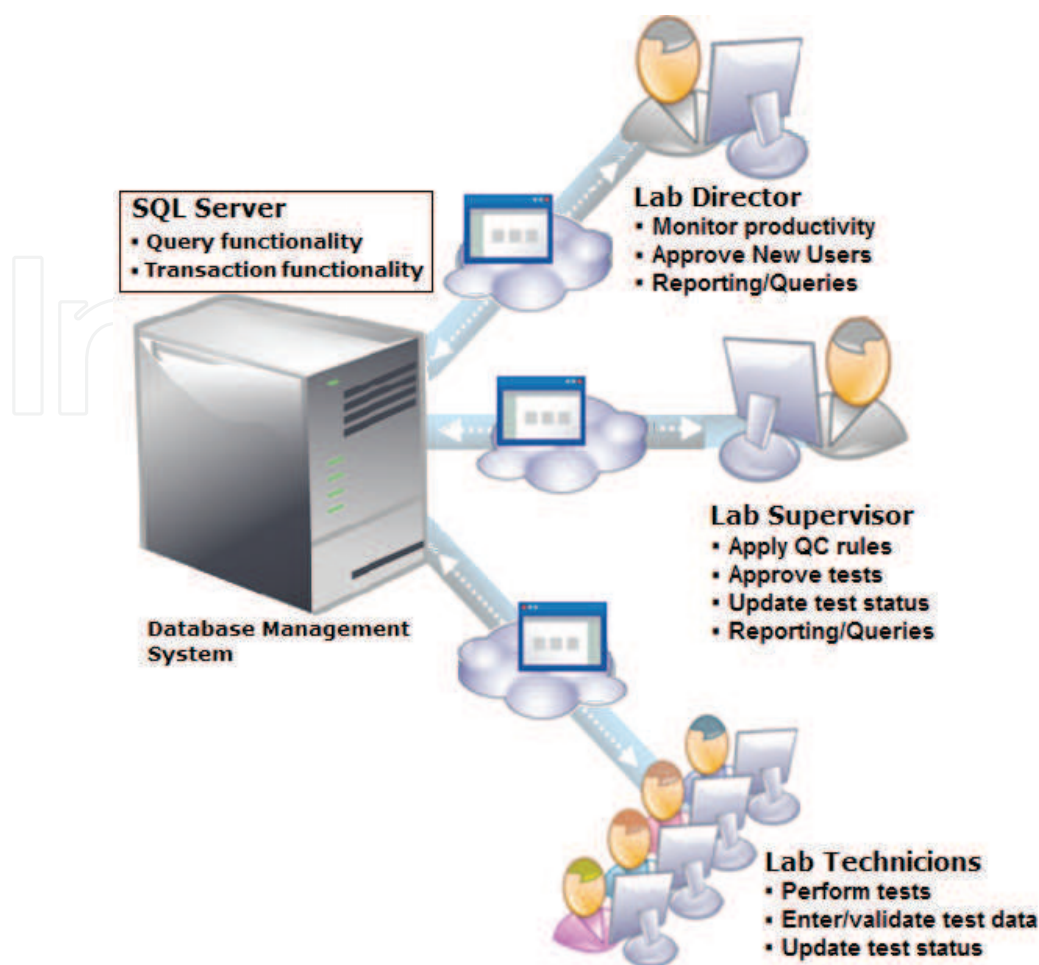 SQL Server
▪ Query functionality
▪ Transaction functionality
Database Management
System
Lab Director
▪ Monitor productivity
▪ Approve New Users
▪ Reporting/Queries
Lab Supervisor
▪ Apply QC rules
▪ Approve tests
▪ Update test status
▪ Reporting/Queries
Lab Technicions
▪ Perform tests
▪ Enter/validate test data
▪ Update test status